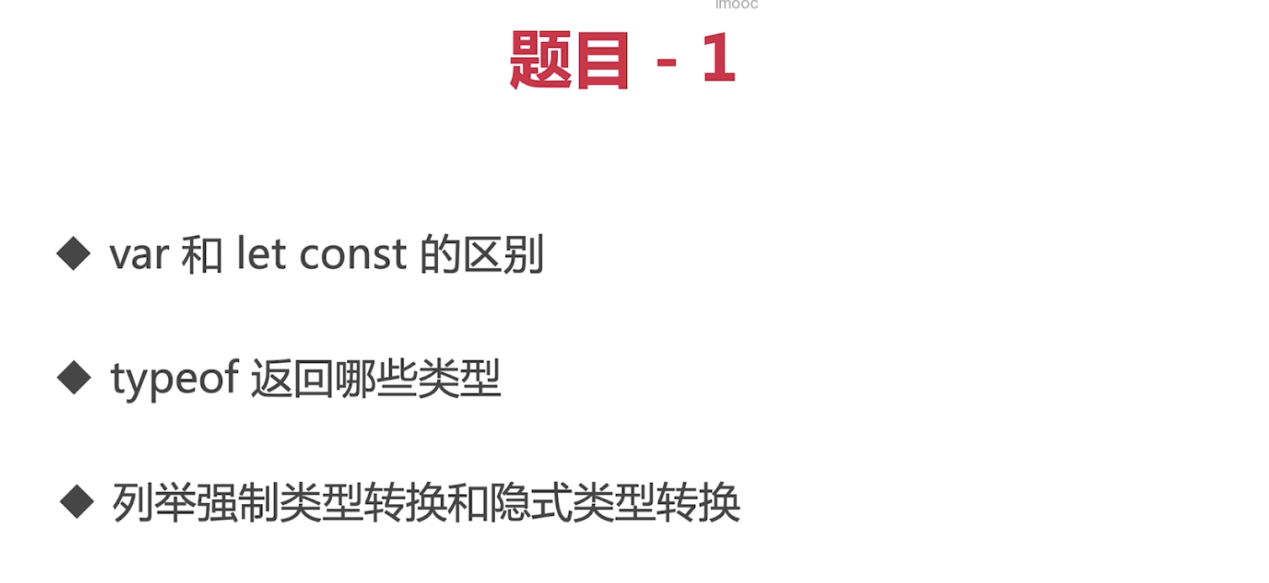 imooc
题目 - 1
◆ var 和 let const 的区别
◆ typeof 返回哪些类型
◆ 列举强制类型转换和隐式类型转换